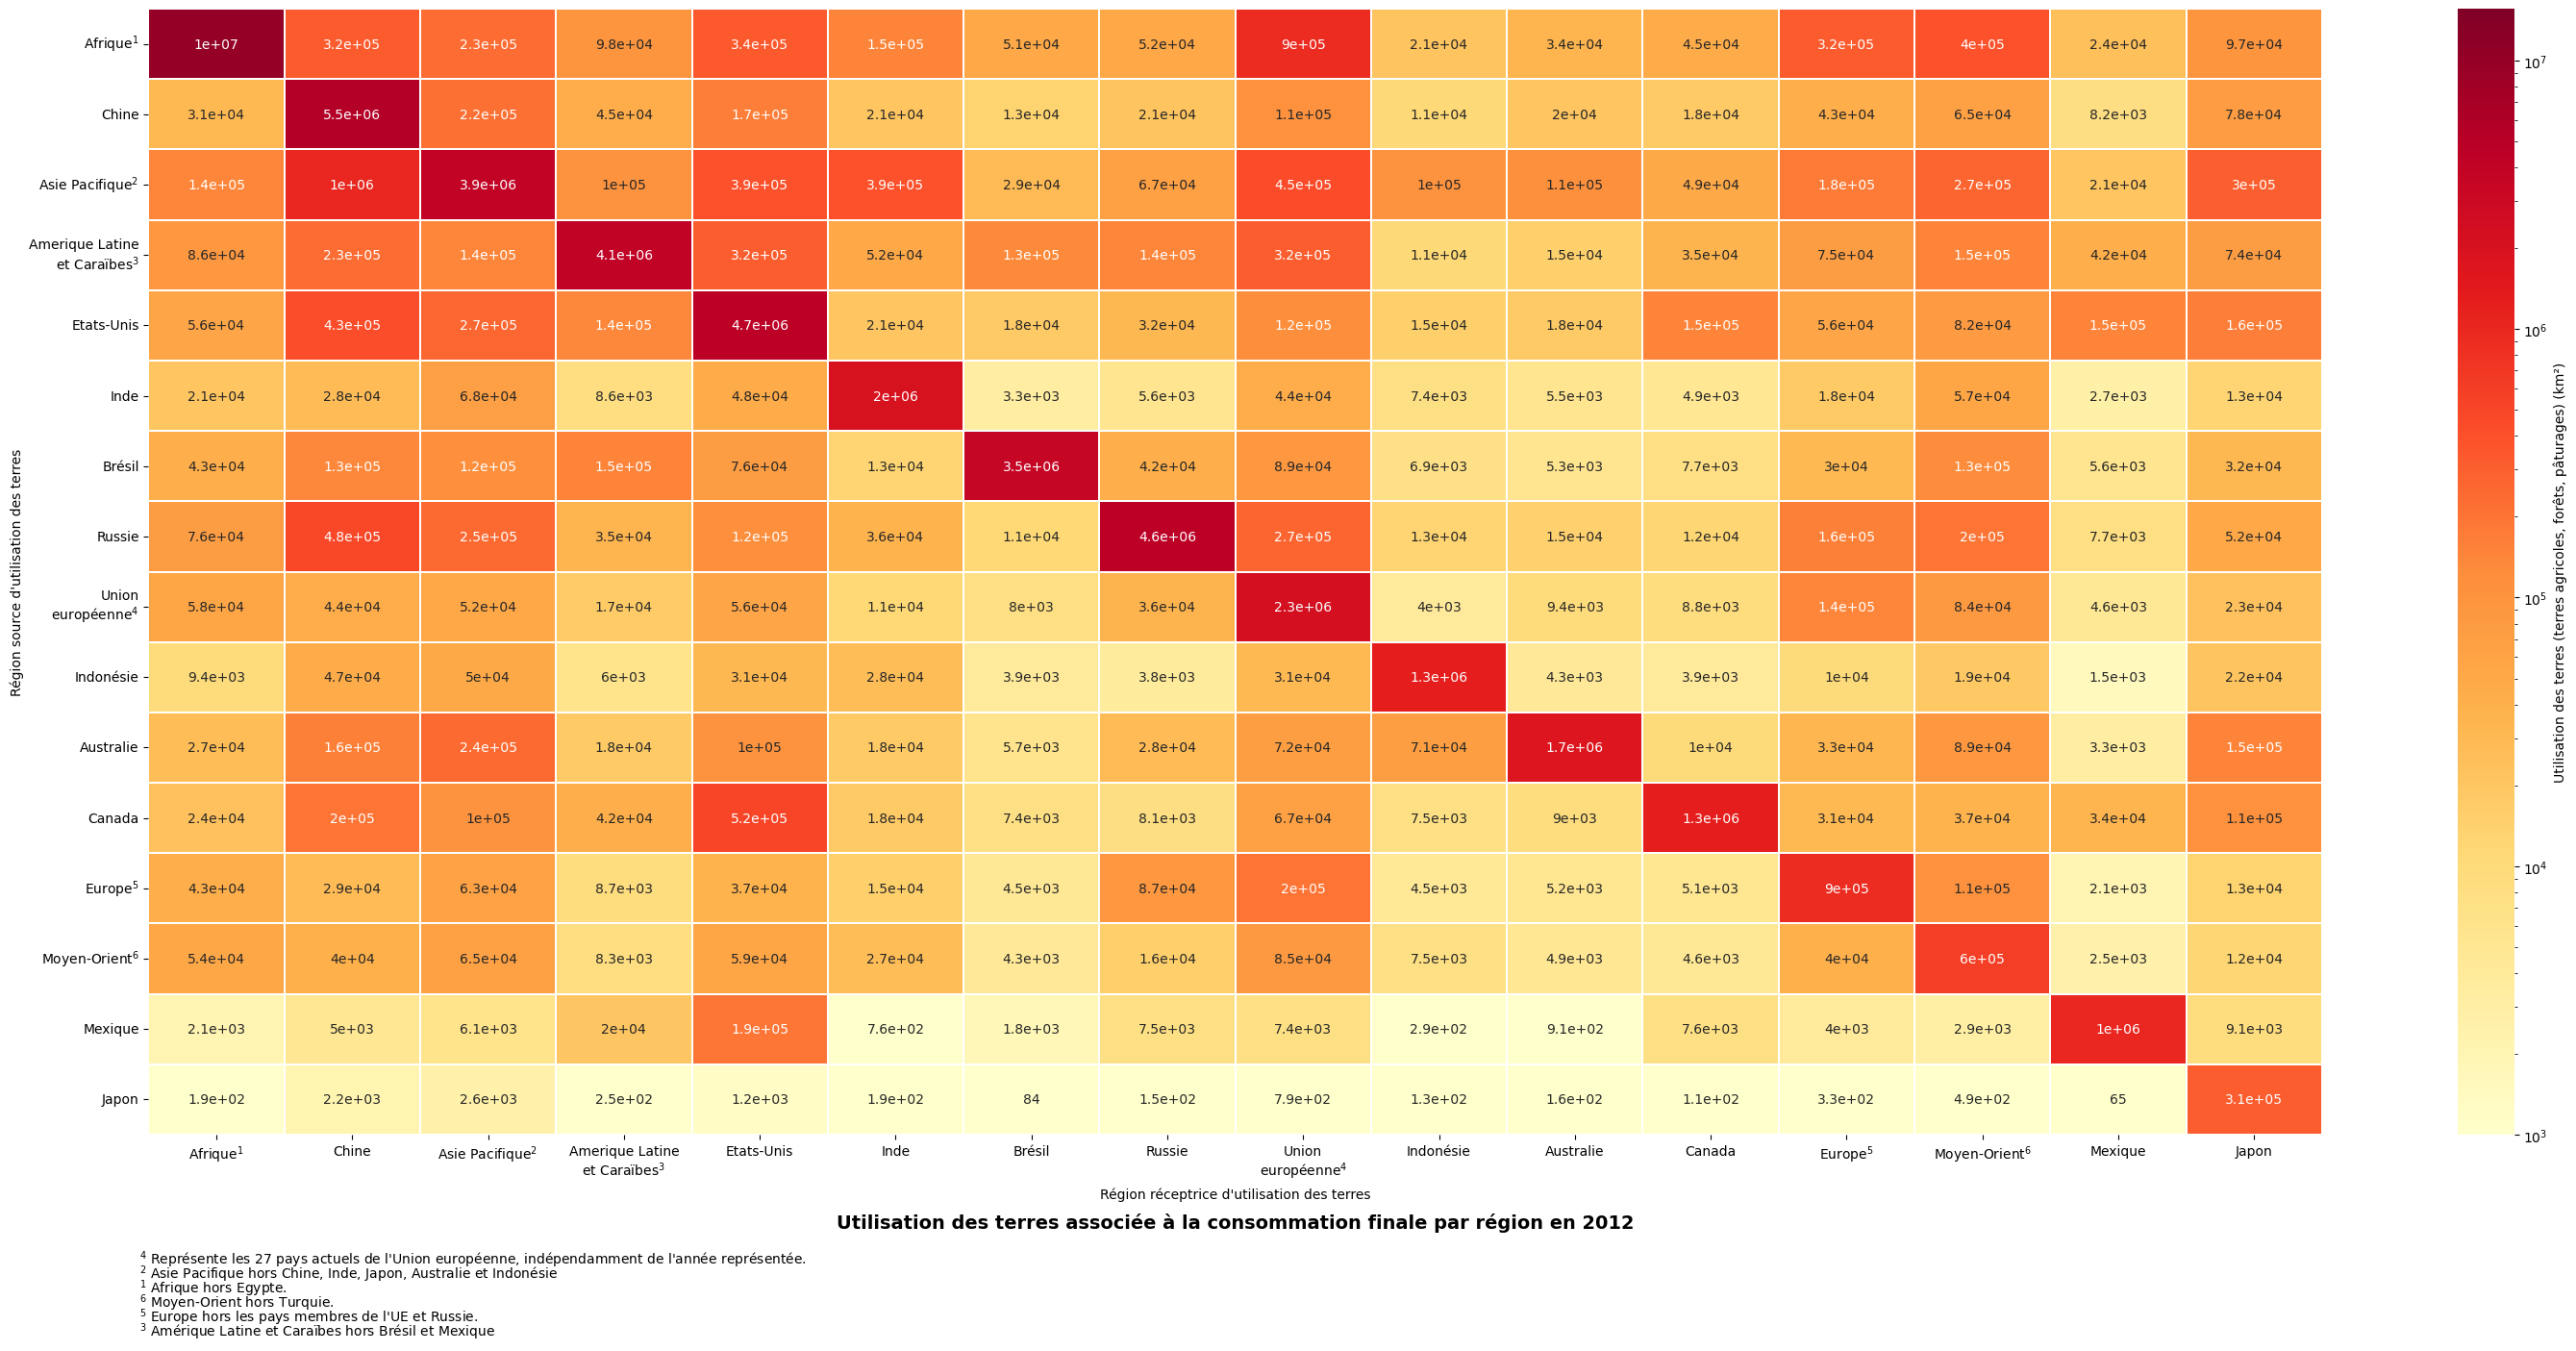 Afrique¹ 1e+07 3.2e+05 2.3e+05 9.8e+04 3.4e+05 1.5e+05 5.1e+04 5.2e+04 9e+05 2.1e+04 3.4e+04 4.5e+04 3.2e+05 4e+05 2.4e+04 9.7e+04
Chine 3.1e+04 5.5e+06 2.2e+05 4.5e+04 1.7e+05 2.1e+04 1.3e+04 2.1e+04 1.1e+05 1.1e+04 2e+04 1.8e+04 4.3e+04 6.5e+04 8.2e+03 7.8e+04
Asie Pacifique² 1.4e+05 1e+06 3.9e+06 1e+05 3.9e+05 3.9e+05 2.9e+04 6.7e+04 4.5e+05 1e+05 1.1e+05 4.9e+04 1.8e+05 2.7e+05 2.1e+04 3e+05
Amerique Latine
et Caraïbes³ 8.6e+04 2.3e+05 1.4e+05 4.1e+06 3.2e+05 5.2e+04 1.3e+05 1.4e+05 3.2e+05 1.1e+04 1.5e+04 3.5e+04 7.5e+04 1.5e+05 4.2e+04 7.4e+04
Etats-Unis 5.6e+04 4.3e+05 2.7e+05 1.4e+05 4.7e+06 2.1e+04 1.8e+04 3.2e+04 1.2e+05 1.5e+04 1.8e+04 1.5e+05 5.6e+04 8.2e+04 1.5e+05 1.6e+05
Inde 2.1e+04 2.8e+04 6.8e+04 8.6e+03 4.8e+04 2e+06 3.3e+03 5.6e+03 4.4e+04 7.4e+03 5.5e+03 4.9e+03 1.8e+04 5.7e+04 2.7e+03 1.3e+04
Brésil 4.3e+04 1.3e+05 1.2e+05 1.5e+05 7.6e+04 1.3e+04 3.5e+06 4.2e+04 8.9e+04 6.9e+03 5.3e+03 7.7e+03 3e+04 1.3e+05 5.6e+03 3.2e+04
Russie 7.6e+04 4.8e+05 2.5e+05 3.5e+04 1.2e+05 3.6e+04 1.1e+04 4.6e+06 2.7e+05 1.3e+04 1.5e+04 1.2e+04 1.6e+05 2e+05 7.7e+03 5.2e+04
Union
européenne⁴ 5.8e+04 4.4e+04 5.2e+04 1.7e+04 5.6e+04 1.1e+04 8e+03 3.6e+04 2.3e+06 4e+03 9.4e+03 8.8e+03 1.4e+05 8.4e+04 4.6e+03 2.3e+04
Indonésie 9.4e+03 4.7e+04 5e+04 6e+03 3.1e+04 2.8e+04 3.9e+03 3.8e+03 3.1e+04 1.3e+06 4.3e+03 3.9e+03 1e+04 1.9e+04 1.5e+03 2.2e+04
Australie 2.7e+04 1.6e+05 2.4e+05 1.8e+04 1e+05 1.8e+04 5.7e+03 2.8e+04 7.2e+04 7.1e+04 1.7e+06 1e+04 3.3e+04 8.9e+04 3.3e+03 1.5e+05
Canada 2.4e+04 2e+05 1e+05 4.2e+04 5.2e+05 1.8e+04 7.4e+03 8.1e+03 6.7e+04 7.5e+03 9e+03 1.3e+06 3.1e+04 3.7e+04 3.4e+04 1.1e+05
Europe⁵ 4.3e+04 2.9e+04 6.3e+04 8.7e+03 3.7e+04 1.5e+04 4.5e+03 8.7e+04 2e+05 4.5e+03 5.2e+03 5.1e+03 9e+05 1.1e+05 2.1e+03 1.3e+04
Moyen-Orient⁶ 5.4e+04 4e+04 6.5e+04 8.3e+03 5.9e+04 2.7e+04 4.3e+03 1.6e+04 8.5e+04 7.5e+03 4.9e+03 4.6e+03 4e+04 6e+05 2.5e+03 1.2e+04
Mexique 2.1e+03 5e+03 6.1e+03 2e+04 1.9e+05 7.6e+02 1.8e+03 7.5e+03 7.4e+03 2.9e+02 9.1e+02 7.6e+03 4e+03 2.9e+03 1e+06 9.1e+03
Japon 1.9e+02 2.2e+03 2.6e+03 2.5e+02 1.2e+03 1.9e+02 84 1.5e+02 7.9e+02 1.3e+02 1.6e+02 1.1e+02 3.3e+02 4.9e+02 65 3.1e+05
Afrique¹ Chine Asie Pacifique² Amerique Latine Etats-Unis Inde Brésil Russie Union Indonésie Australie Canada Europe⁵ Moyen-Orient⁶ Mexique Japon
et Caraïbes³ européenne⁴
Région source d'utilisation des terres
Région réceptrice d'utilisation des terres
10⁷
10⁶
10⁵
10⁴
10³
Utilisation des terres (terres agricoles, forêts, pâturages) (km²)
Utilisation des terres associée à la consommation finale par région en 2012
⁴ Représente les 27 pays actuels de l'Union européenne, indépendamment de l'année représentée.
² Asie Pacifique hors Chine, Inde, Japon, Australie et Indonésie
¹ Afrique hors Egypte.
⁶ Moyen-Orient hors Turquie.
⁵ Europe hors les pays membres de l'UE et Russie.
³ Amérique Latine et Caraïbes hors Brésil et Mexique